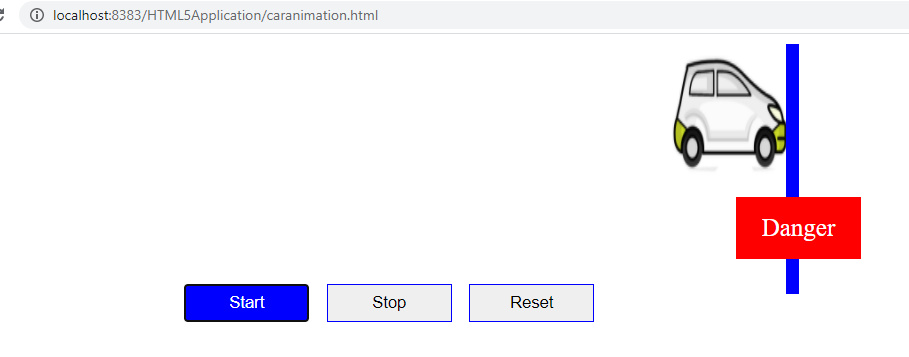 localhost:8383/HTML5Application/caranimation.html
Danger
Start Stop Reset